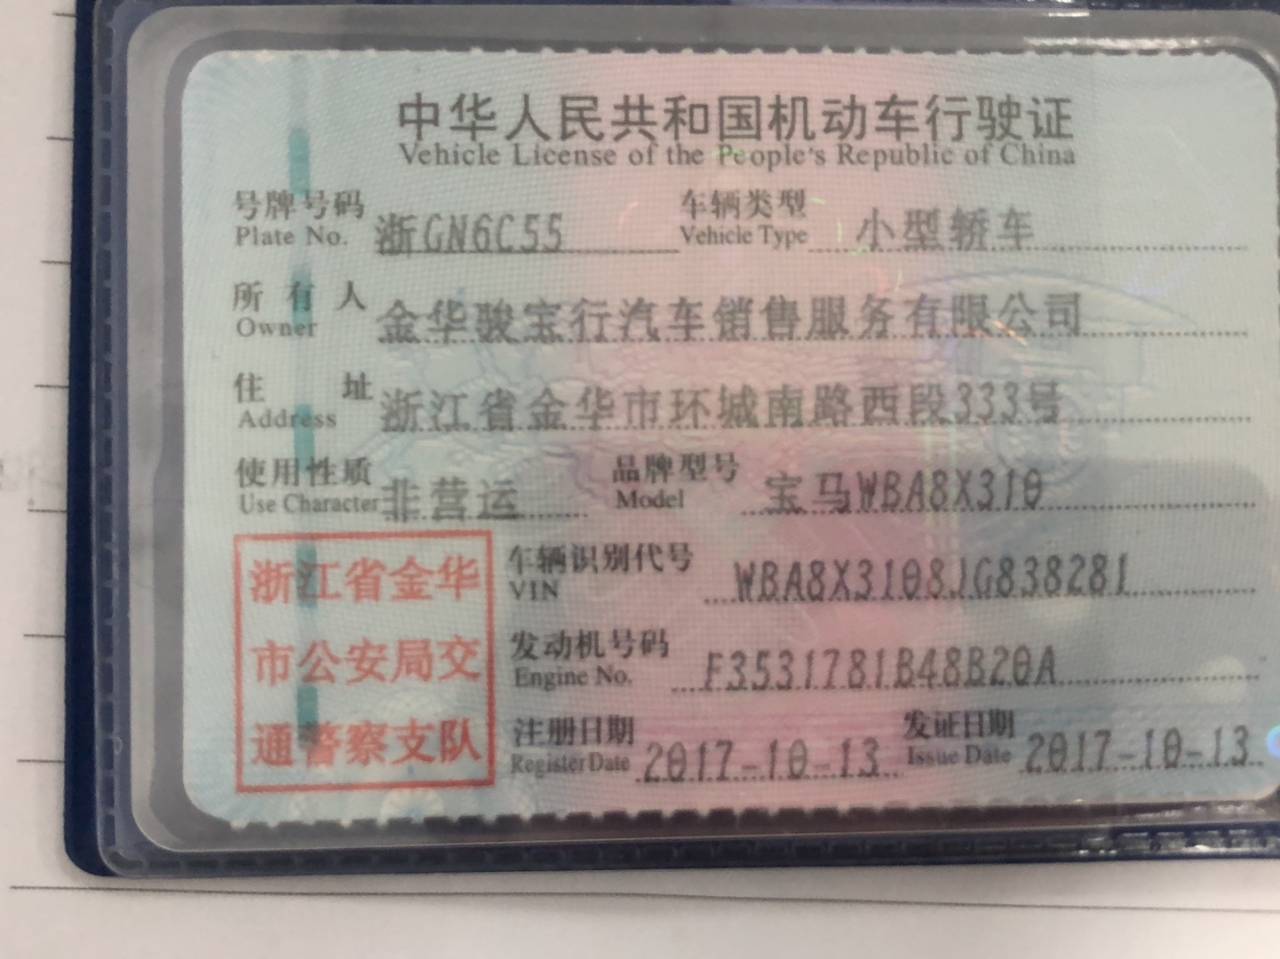 中华人民共和国机动车行驶证
Vehicle License of the People's Republic of China
号牌号码 浙GN6C55 车辆类型 小型轿车
Plate No. Vehicle Type
所有人 金华骏宝行汽车销售服务有限公司
Owner
住址 浙江省金华市环城南路西段333号
Address
使用性质 非营运 品牌型号 宝马WBA8X310
Use Character Model
浙江省金华
市公安局交
通警察支队
车辆识别代号 WBA8X3108JG838281
VIN
发动机号码 F3531781B48B20A
Engine No.
注册日期 2017-10-13 发证日期 2017-10-13
Register Date Issue Date